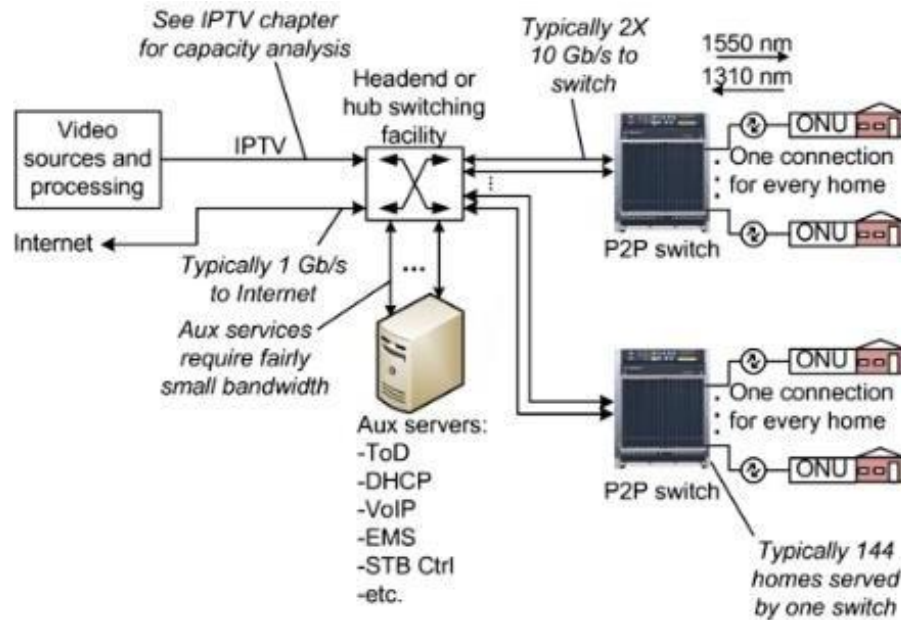 See IPTV chapter
for capacity analysis
Typically 2X
10 Gb/s to
switch
1550 nm
1310 nm
Headend or
hub switching
facility
Video
sources and
processing
IPTV
ONU
One connection
for every home
ONU
P2P switch
Internet
Typically 1 Gb/s
to Internet
Aux services
require fairly
small bandwidth
Aux servers:
-ToD
-DHCP
-VoIP
-EMS
-STB Ctrl
-etc.
ONU
One connection
for every home
ONU
P2P switch
Typically 144
homes served
by one switch